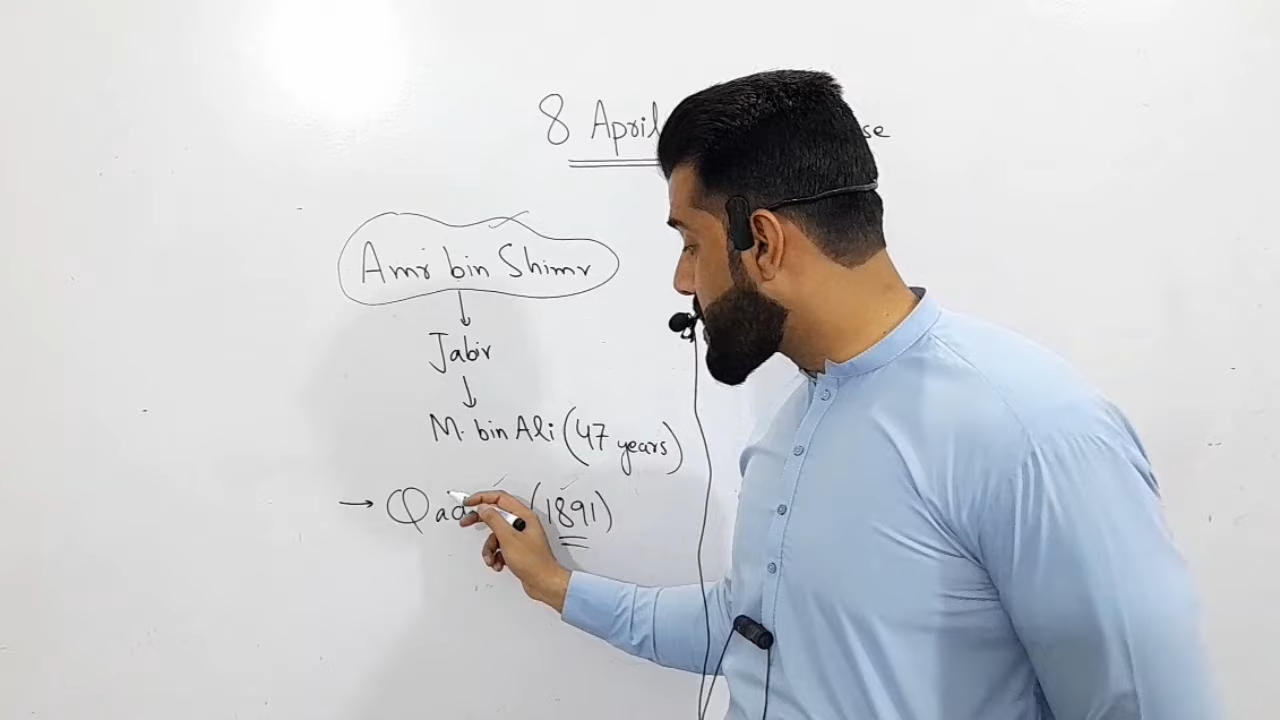 8 April
Amr bin Shimr
Jabir
M. bin Ali (47 years)
(1891)